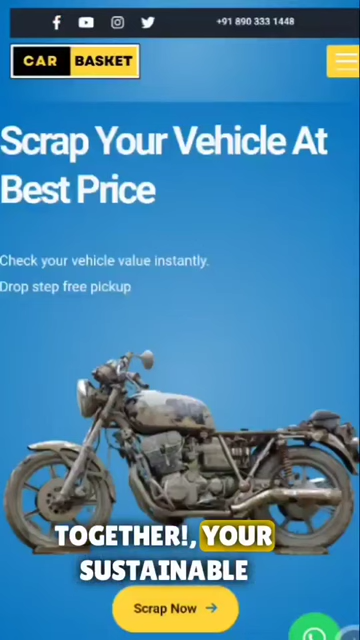 +91 890 333 1448
CAR BASKET
Scrap Your Vehicle At
Best Price
Check your vehicle value instantly.
Drop step free pickup
TOGETHER!, YOUR
SUSTAINABLE
Scrap Now →